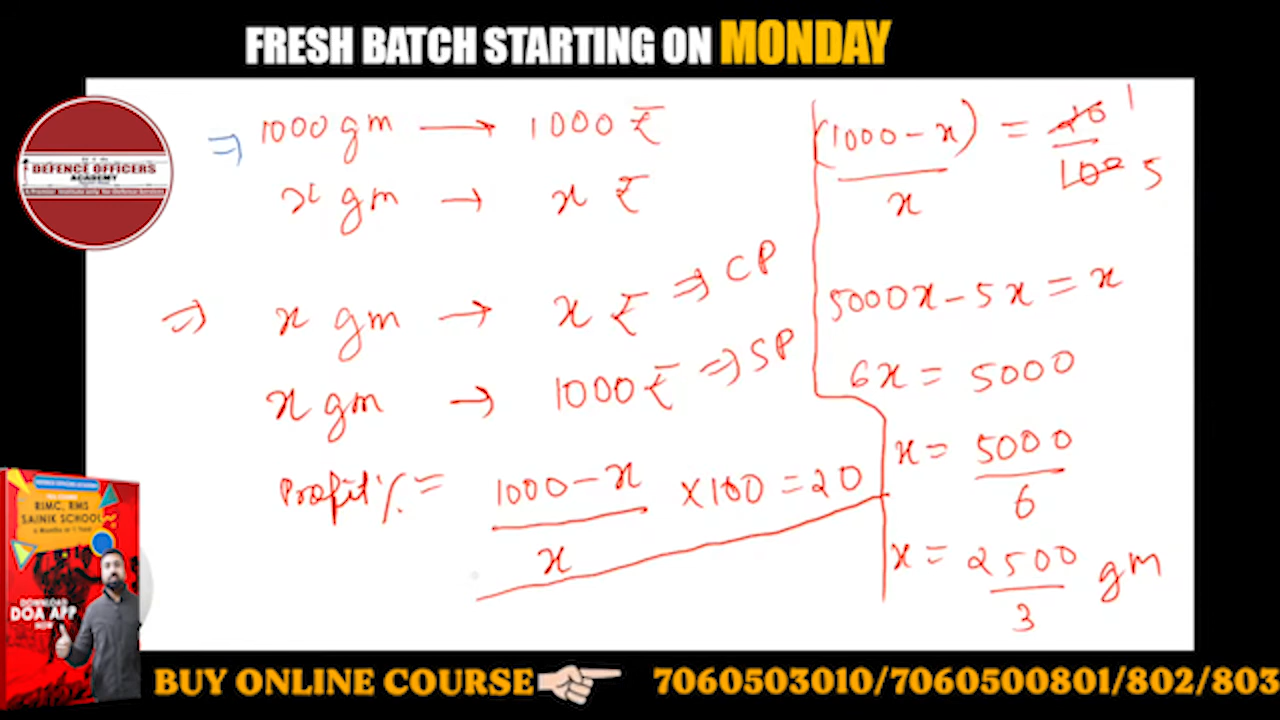 FRESH BATCH STARTING ON MONDAY
DEFENCE OFFICERS
ACADEMY
⇒ 1000 gm → 1000 ₹
x gm → x ₹
⇒ x gm → x ₹ ⇒ CP
x gm → 1000 ₹ ⇒ SP
Profit % = (1000 - x) / x × 100 = 20
(1000 - x) / x = 20 1 / 100 5
5000x - 5x = x
6x = 5000
x = 5000 / 6
x = 2500 / 3 gm
RIMC, RMS
SAINIK SCHOOL
DOWNLOAD
DOA APP
NOW
BUY ONLINE COURSE 7060503010/7060500801/802/803